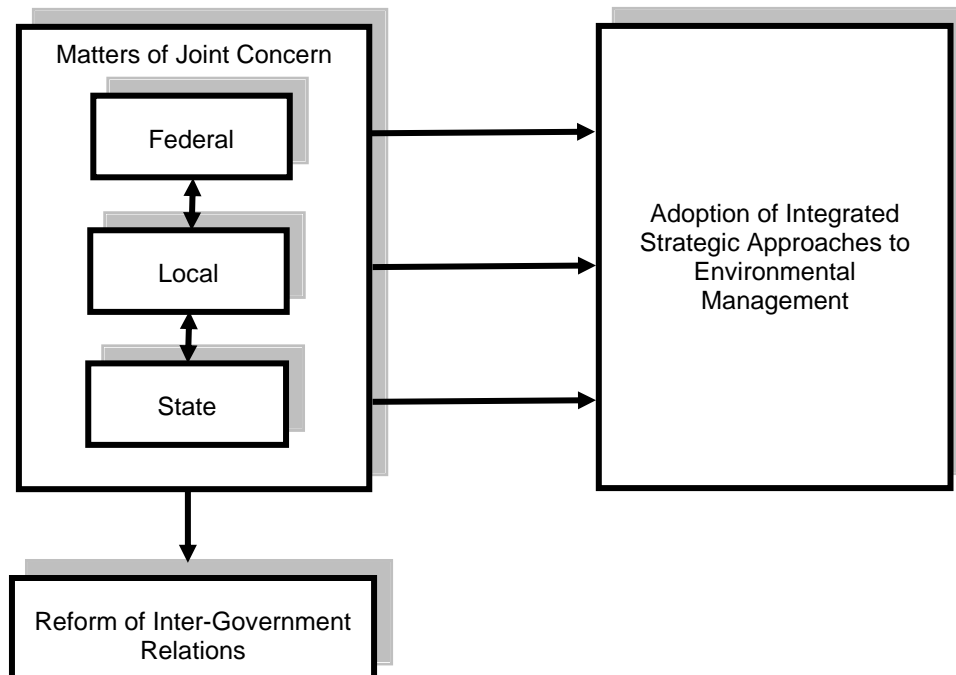 Matters of Joint Concern
Federal
Local
State
Adoption of Integrated
Strategic Approaches to
Environmental
Management
Reform of Inter-Government
Relations